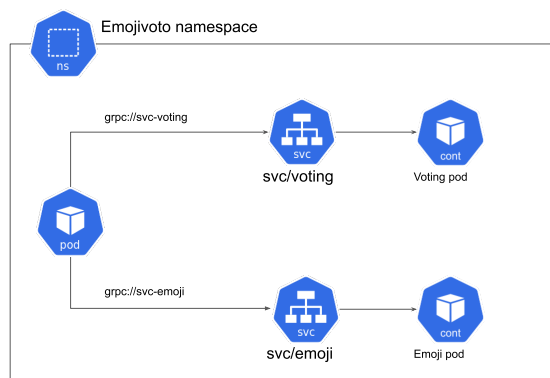 Emojivoto namespace
ns
grpc://svc-voting
svc
cont
svc/voting
Voting pod
pod
grpc://svc-emoji
svc
cont
svc/emoji
Emoji pod